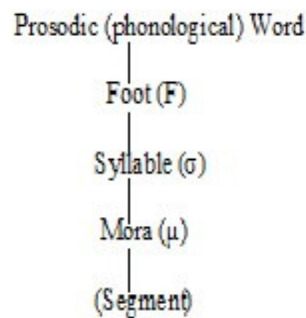 Prosodic (phonological) Word
Foot (F)
Syllable (σ)
Mora (μ)
(Segment)